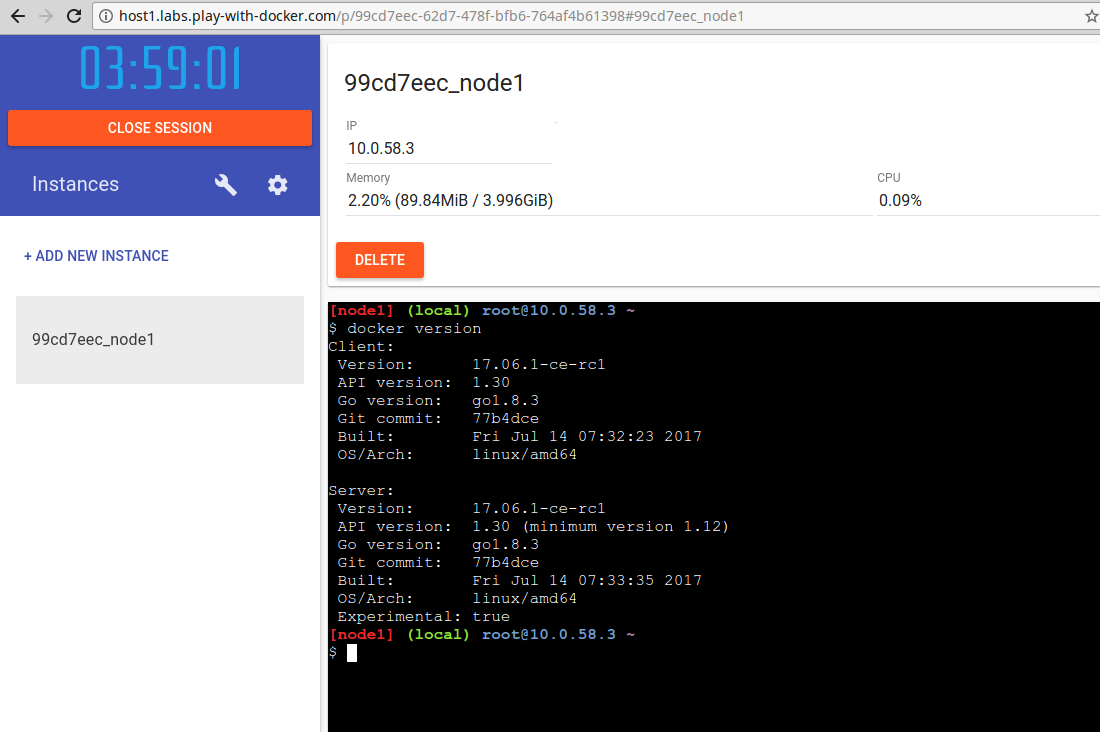 host1.labs.play-with-docker.com/p/99cd7eec-62d7-478f-bfb6-764af4b61398#99cd7eec_node1
03:59:01
CLOSE SESSION
Instances
+ ADD NEW INSTANCE
99cd7eec_node1
99cd7eec_node1
IP
10.0.58.3
Memory
2.20% (89.84MiB / 3.996GiB)
CPU
0.09%
DELETE
[node1] (local) root@10.0.58.3 ~
$ docker version
Client:
 Version:      17.06.1-ce-rc1
 API version:  1.30
 Go version:   go1.8.3
 Git commit:   77b4dce
 Built:        Fri Jul 14 07:32:23 2017
 OS/Arch:      linux/amd64
Server:
 Version:      17.06.1-ce-rc1
 API version:  1.30 (minimum version 1.12)
 Go version:   go1.8.3
 Git commit:   77b4dce
 Built:        Fri Jul 14 07:33:35 2017
 OS/Arch:      linux/amd64
 Experimental: true
[node1] (local) root@10.0.58.3 ~
$